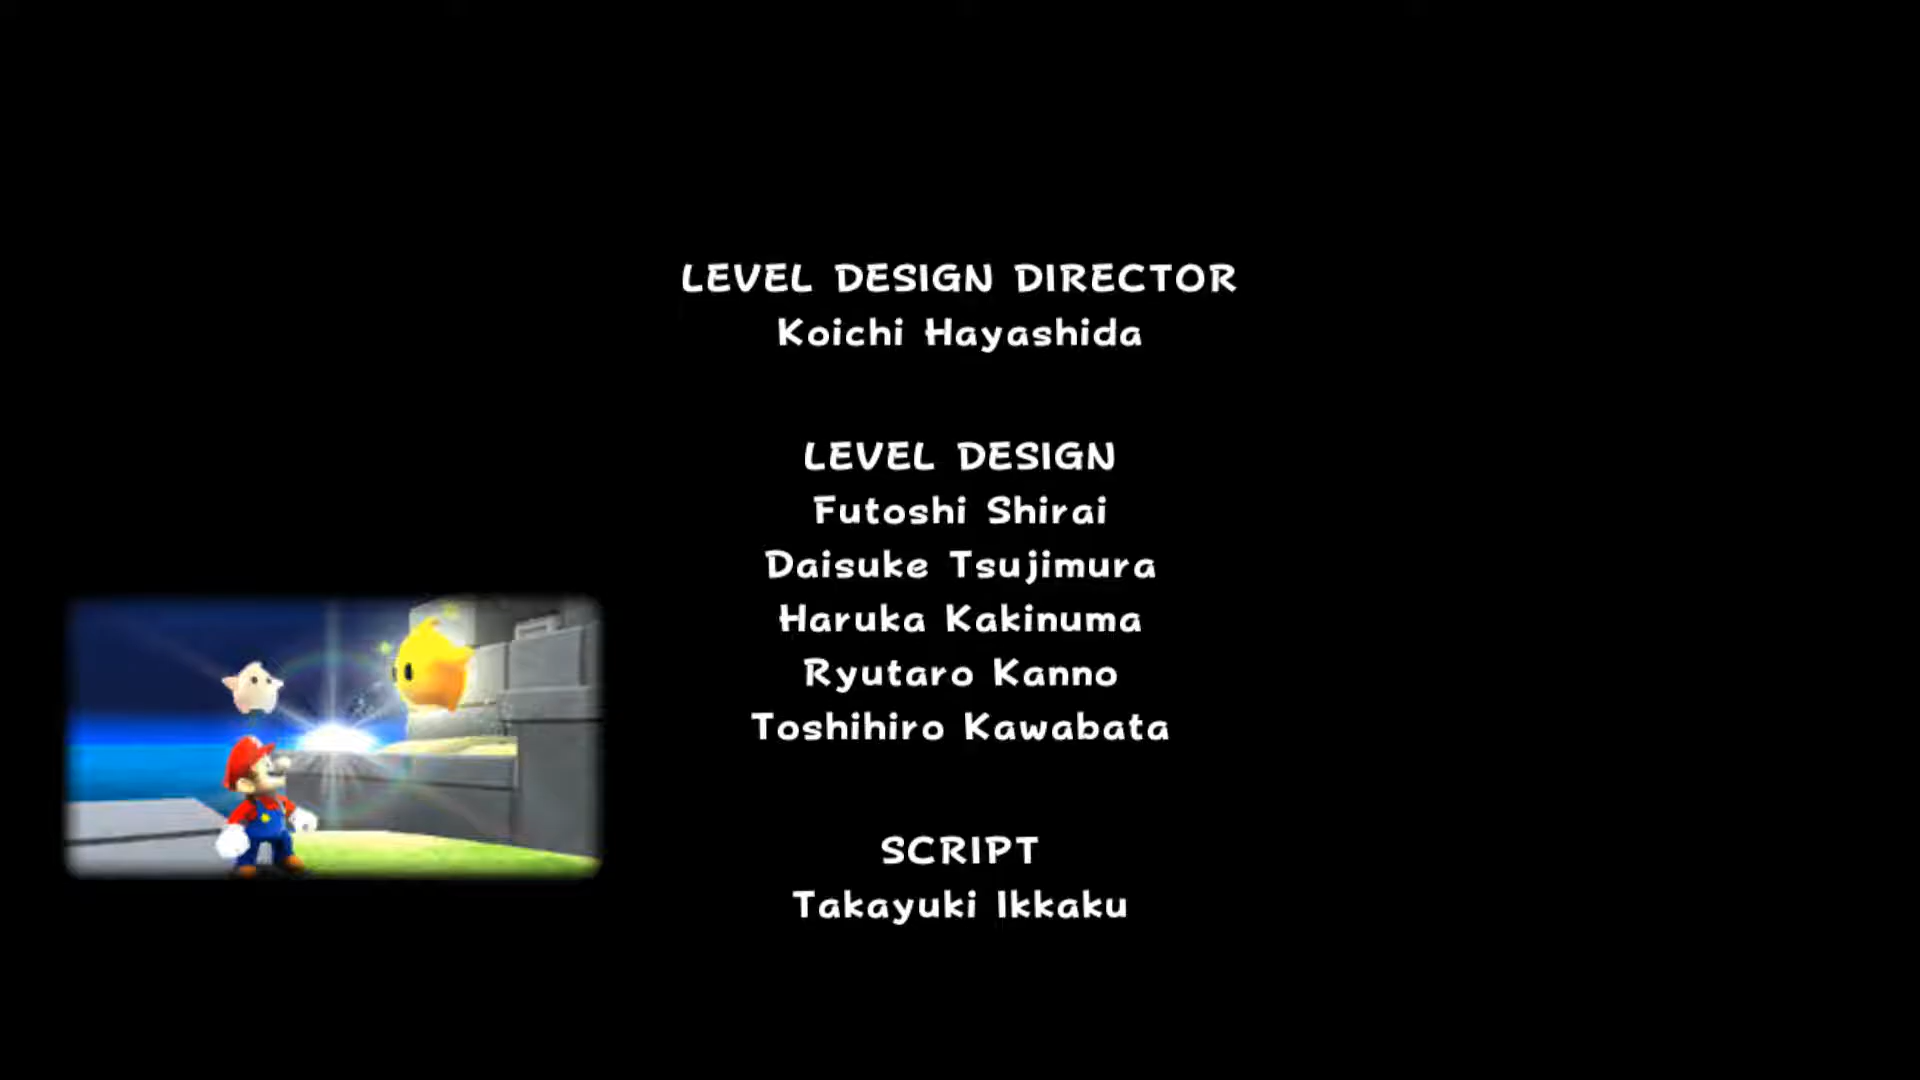 LEVEL DESIGN DIRECTOR
Koichi Hayashida
LEVEL DESIGN
Futoshi Shirai
Daisuke Tsujimura
Haruka Kakinuma
Ryutaro Kanno
Toshihiro Kawabata
SCRIPT
Takayuki Ikkaku